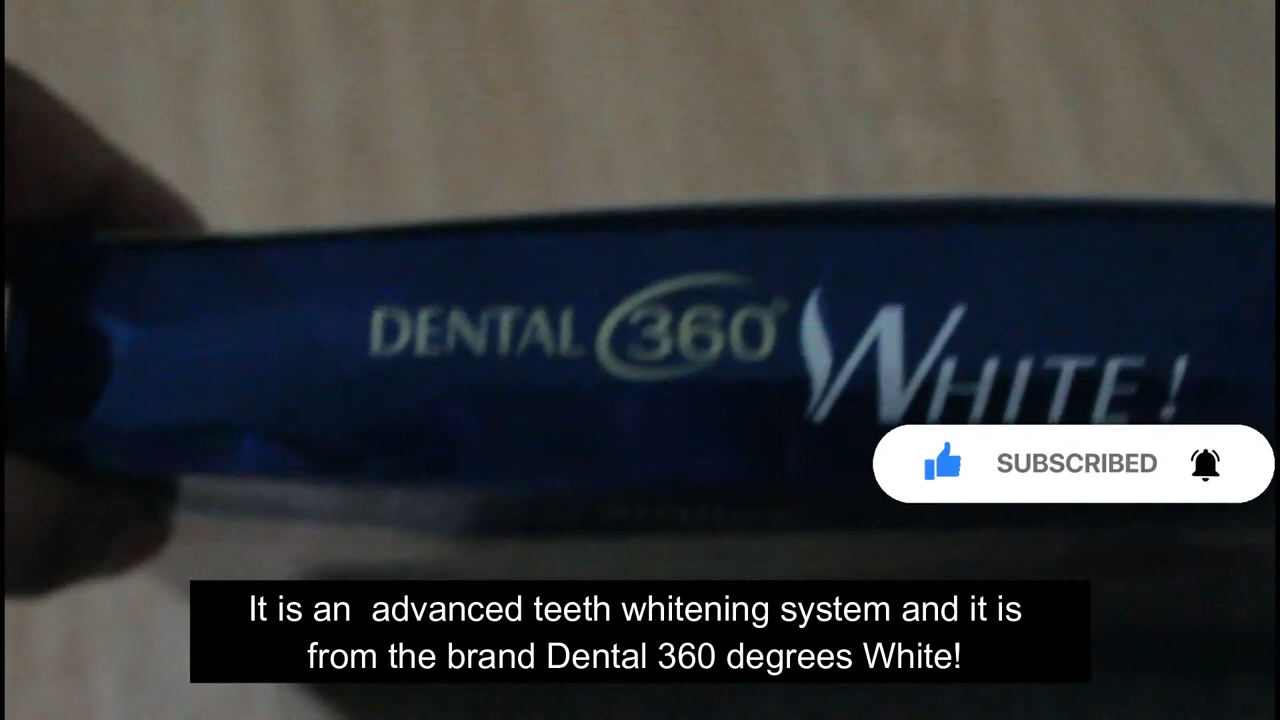 DENTAL 360° WHITE!
SUBSCRIBED
It is an  advanced teeth whitening system and it is
from the brand Dental 360 degrees White!